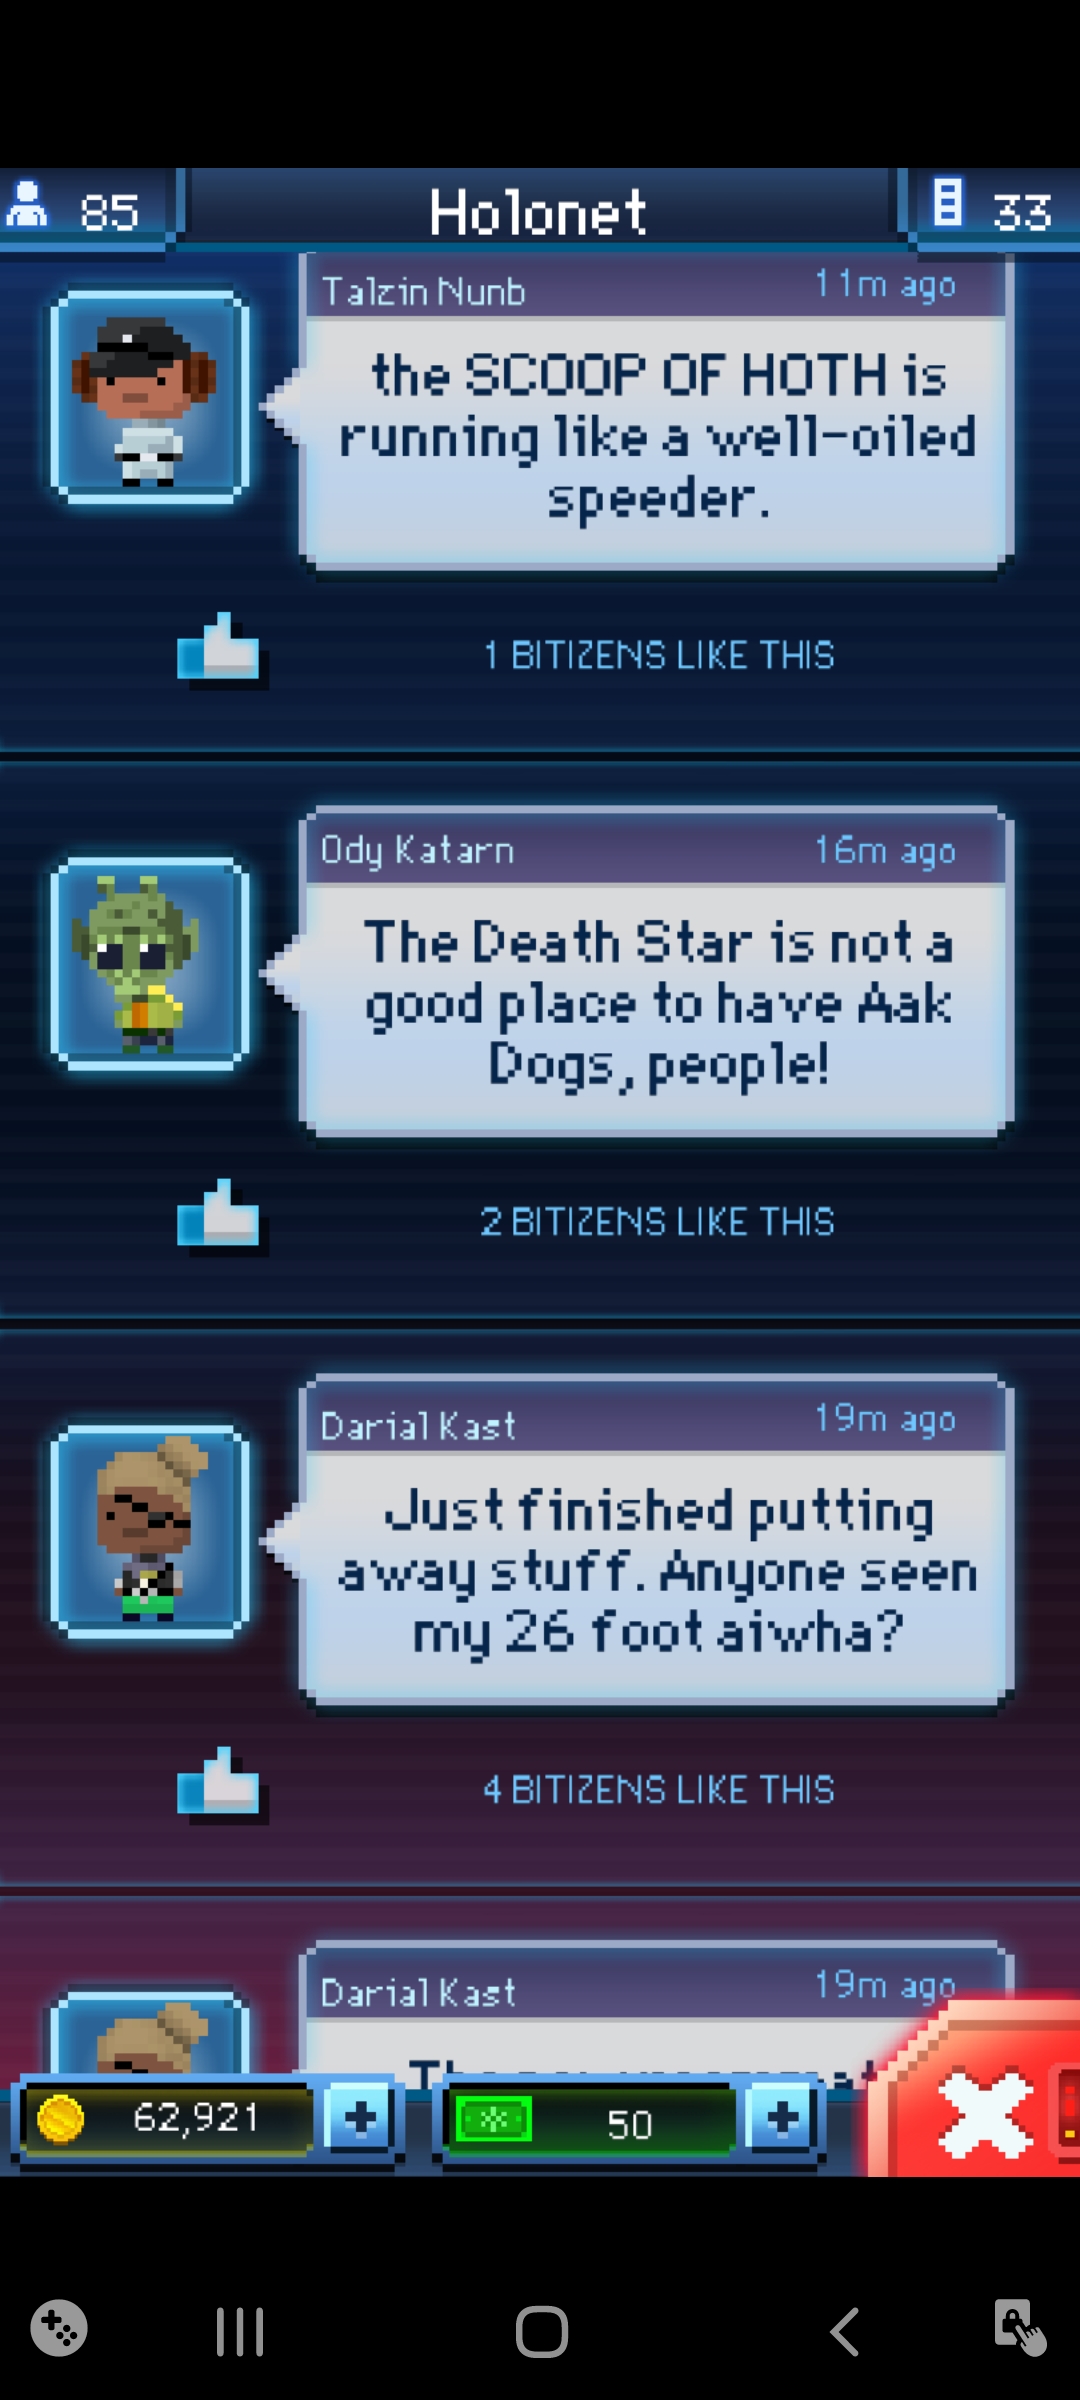 85
Holonet
33
Talzin Nunb
11m ago
the SCOOP OF HOTH is
running like a well-oiled
speeder.
1 BITIZENS LIKE THIS
Ody Katarn
16m ago
The Death Star is not a
good place to have Aak
Dogs, people!
2 BITIZENS LIKE THIS
Darial Kast
19m ago
Just finished putting
away stuff. Anyone seen
my 26 foot aiwha?
4 BITIZENS LIKE THIS
Darial Kast
19m ago
62,921
50